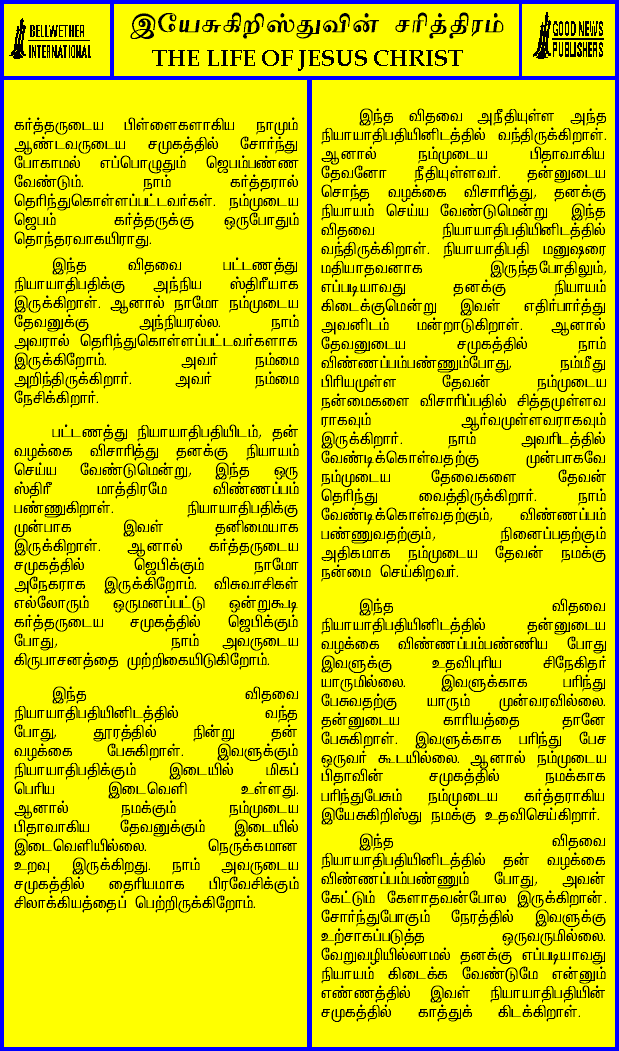 BELLWETHER
INTERNATIONAL
இயேசுகிறிஸ்துவின் சரித்திரம்
THE LIFE OF JESUS CHRIST
GOOD NEWS
PUBLISHERS
கர்த்தருடைய பிள்ளைகளாகிய நாமும்
ஆண்டவருடைய சமுகத்தில் சோர்ந்து
போகாமல் எப்பொழுதும் ஜெபம்பண்ண
வேண்டும். நாம் கர்த்தரால்
தெரிந்துகொள்ளப்பட்டவர்கள். நம்முடைய
ஜெபம் கர்த்தருக்கு ஒருபோதும்
தொந்தரவாகயிராது.
இந்த விதவை பட்டணத்து
நியாயாதிபதிக்கு அந்நிய ஸ்திரீயாக
இருக்கிறாள். ஆனால் நாமோ நம்முடைய
தேவனுக்கு அந்நியரல்ல. நாம்
அவரால் தெரிந்துகொள்ளப்பட்டவர்களாக
இருக்கிறோம். அவர் நம்மை
அறிந்திருக்கிறார். அவர் நம்மை
நேசிக்கிறார்.
பட்டணத்து நியாயாதிபதியிடம், தன்
வழக்கை விசாரித்து தனக்கு நியாயம்
செய்ய வேண்டுமென்று, இந்த ஒரு
ஸ்திரீ மாத்திரமே விண்ணப்பம்
பண்ணுகிறாள். நியாயாதிபதிக்கு
முன்பாக இவள் தனிமையாக
இருக்கிறாள். ஆனால் கர்த்தருடைய
சமுகத்தில் ஜெபிக்கும் நாமோ
அநேகராக இருக்கிறோம். விசுவாசிகள்
எல்லோரும் ஒருமனப்பட்டு ஒன்றுகூடி
கர்த்தருடைய சமுகத்தில் ஜெபிக்கும்
போது, நாம் அவருடைய
கிருபாசனத்தை முற்றிகையிடுகிறோம்.
இந்த விதவை
நியாயாதிபதியினிடத்தில் வந்த
போது, தூரத்தில் நின்று தன்
வழக்கை பேசுகிறாள். இவளுக்கும்
நியாயாதிபதிக்கும் இடையில் மிகப்
பெரிய இடைவெளி உள்ளது.
ஆனால் நமக்கும் நம்முடைய
பிதாவாகிய தேவனுக்கும் இடையில்
இடைவெளியில்லை. நெருக்கமான
உறவு இருக்கிறது. நாம் அவருடைய
சமுகத்தில் தைரியமாக பிரவேசிக்கும்
சிலாக்கியத்தைப் பெற்றிருக்கிறோம்.
இந்த விதவை அநீதியுள்ள அந்த
நியாயாதிபதியினிடத்தில் வந்திருக்கிறாள்.
ஆனால் நம்முடைய பிதாவாகிய
தேவனோ நீதியுள்ளவர். தன்னுடைய
சொந்த வழக்கை விசாரித்து, தனக்கு
நியாயம் செய்ய வேண்டுமென்று இந்த
விதவை நியாயாதிபதியினிடத்தில்
வந்திருக்கிறாள். நியாயாதிபதி மனுஷரை
மதியாதவனாக இருந்தபோதிலும்,
எப்படியாவது தனக்கு நியாயம்
கிடைக்குமென்று இவள் எதிர்பார்த்து
அவனிடம் மன்றாடுகிறாள். ஆனால்
தேவனுடைய சமுகத்தில் நாம்
விண்ணப்பம்பண்ணும்போது, நம்மீது
பிரியமுள்ள தேவன் நம்முடைய
நன்மைகளை விசாரிப்பதில் சித்தமுள்ளவ
ராகவும் ஆர்வமுள்ளவராகவும்
இருக்கிறார். நாம் அவரிடத்தில்
வேண்டிக்கொள்வதற்கு முன்பாகவே
நம்முடைய தேவைகளை தேவன்
தெரிந்து வைத்திருக்கிறார். நாம்
வேண்டிக்கொள்வதற்கும், விண்ணப்பம்
பண்ணுவதற்கும், நினைப்பதற்கும்
அதிகமாக நம்முடைய தேவன் நமக்கு
நன்மை செய்கிறவர்.
இந்த விதவை
நியாயாதிபதியினிடத்தில் தன்னுடைய
வழக்கை விண்ணப்பம்பண்ணிய போது
இவளுக்கு உதவிபுரிய சிநேகிதர்
யாருமில்லை. இவளுக்காக பரிந்து
பேசுவதற்கு யாரும் முன்வரவில்லை.
தன்னுடைய காரியத்தை தானே
பேசுகிறாள். இவளுக்காக பரிந்து பேச
ஒருவர் கூடயில்லை. ஆனால் நம்முடைய
பிதாவின் சமுகத்தில் நமக்காக
பரிந்துபேசும் நம்முடைய கர்த்தராகிய
இயேசுகிறிஸ்து நமக்கு உதவிசெய்கிறார்.
இந்த விதவை
நியாயாதிபதியினிடத்தில் தன் வழக்கை
விண்ணப்பம்பண்ணும் போது, அவன்
கேட்டும் கேளாதவன்போல இருக்கிறான்.
சோர்ந்துபோகும் நேரத்தில் இவளுக்கு
உற்சாகப்படுத்த ஒருவருமில்லை.
வேறுவழியில்லாமல் தனக்கு எப்படியாவது
நியாயம் கிடைக்க வேண்டுமே என்னும்
எண்ணத்தில் இவள் நியாயாதிபதியின்
சமுகத்தில் காத்துக் கிடக்கிறாள்.